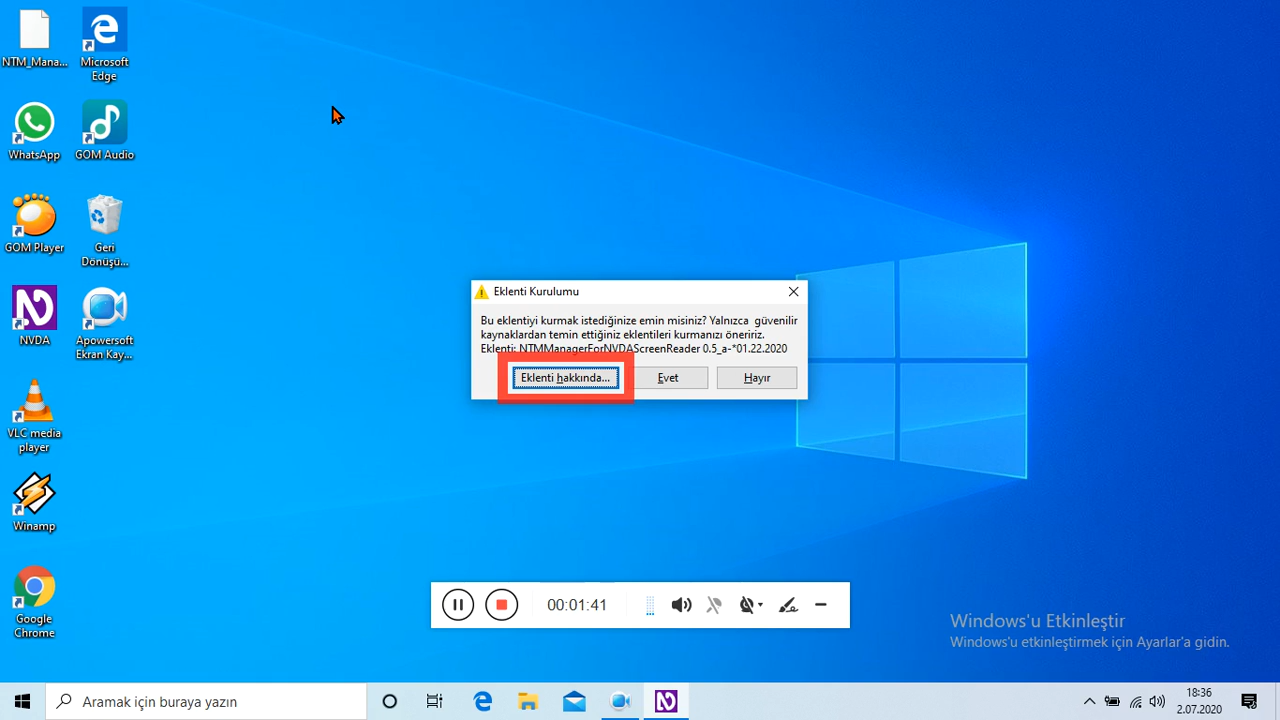 NTM_Mana...
Microsoft
Edge
WhatsApp
GOM Audio
GOM Player
Geri
Dönüşü...
NVDA
Apowersoft
Ekran Kay...
VLC media
player
Winamp
Google
Chrome
Eklenti Kurulumu
Bu eklentiyi kurmak istediğinize emin misiniz? Yalnızca güvenilir
kaynaklardan temin ettiğiniz eklentileri kurmanızı öneririz.
Eklenti: NTMManagerForNVDAScreenReader 0.5_a-*01.22.2020
Eklenti hakkında...
Evet
Hayır
00:01:41
Windows'u Etkinleştir
Windows'u etkinleştirmek için Ayarlar'a gidin.
Aramak için buraya yazın
18:36
2.07.2020